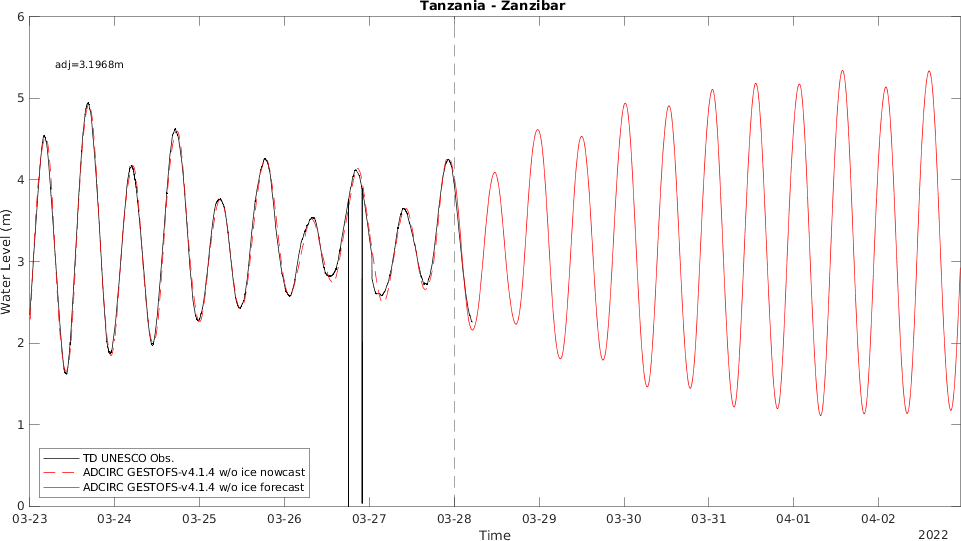 Tanzania - Zanzibar
adj=3.1968m
6
5
4
3
2
1
0
Water Level (m)
TD UNESCO Obs.
ADCIRC GESTOFS-v4.1.4 w/o ice nowcast
ADCIRC GESTOFS-v4.1.4 w/o ice forecast
03-23 03-24 03-25 03-26 03-27 03-28 03-29 03-30 03-31 04-01 04-02
Time
2022